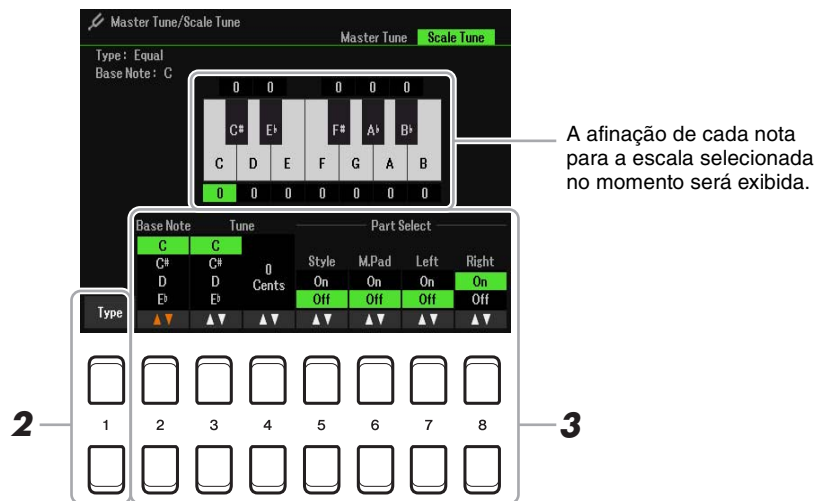 Master Tune/Scale Tune
Master Tune Scale Tune
Type: Equal
Base Note: C
0 0 0 0 0
C# E♭ F# A♭ B♭
C D E F G A B
0 0 0 0 0 0 0
A afinação de cada nota
para a escala selecionada
no momento será exibida.
Base Note Tune Part Select
C C
C# C# 0 Style M.Pad Left Right
D D Cents On On On On
E♭ E♭ Off Off Off Off
Type ▲▼ ▲▼ ▲▼ ▲▼ ▲▼ ▲▼ ▲▼
2 1 2 3 4 5 6 7 8 3